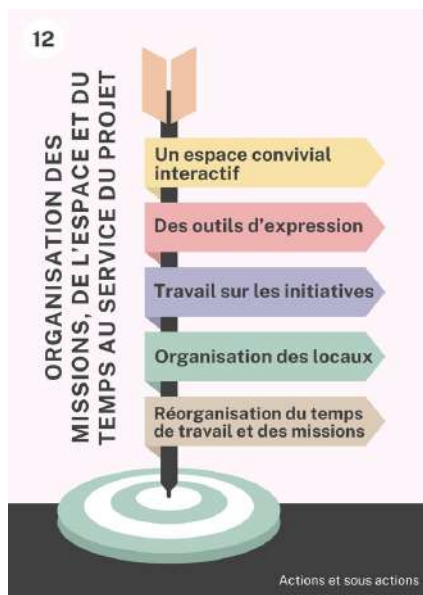 12
ORGANISATION DES
MISSIONS, DE L'ESPACE ET DU
TEMPS AU SERVICE DU PROJET
Un espace convivial
interactif
Des outils d'expression
Travail sur les initiatives
Organisation des locaux
Réorganisation du temps
de travail et des missions
Actions et sous actions